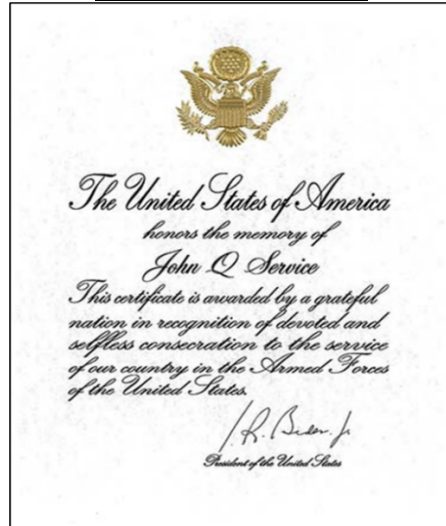 The United States of America
honors the memory of
John Q Service
This certificate is awarded by a grateful
nation in recognition of devoted and
selfless consecration to the service
of our country in the Armed Forces
of the United States.
J. R. Biden Jr
President of the United States